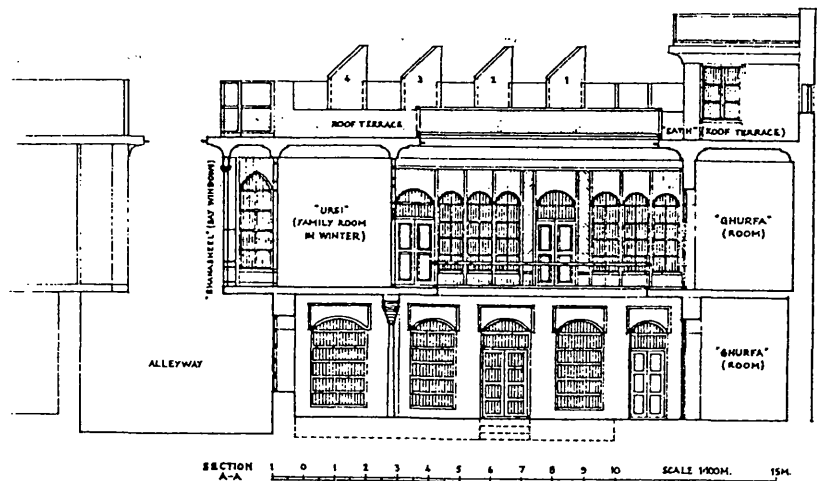 4 3 2 1
ROOF TERRACE
"SATH" (ROOF TERRACE)
"SHANASHEEL" (BAY WINDOWS)
"URSI"
(FAMILY ROOM
IN WINTER)
"GHURFA"
(ROOM)
ALLEYWAY
"GHURFA"
(ROOM)
SECTION
A-A
1 0 1 2 3 4 5 6 7 8 9 10 SCALE 1:100M. 15M.